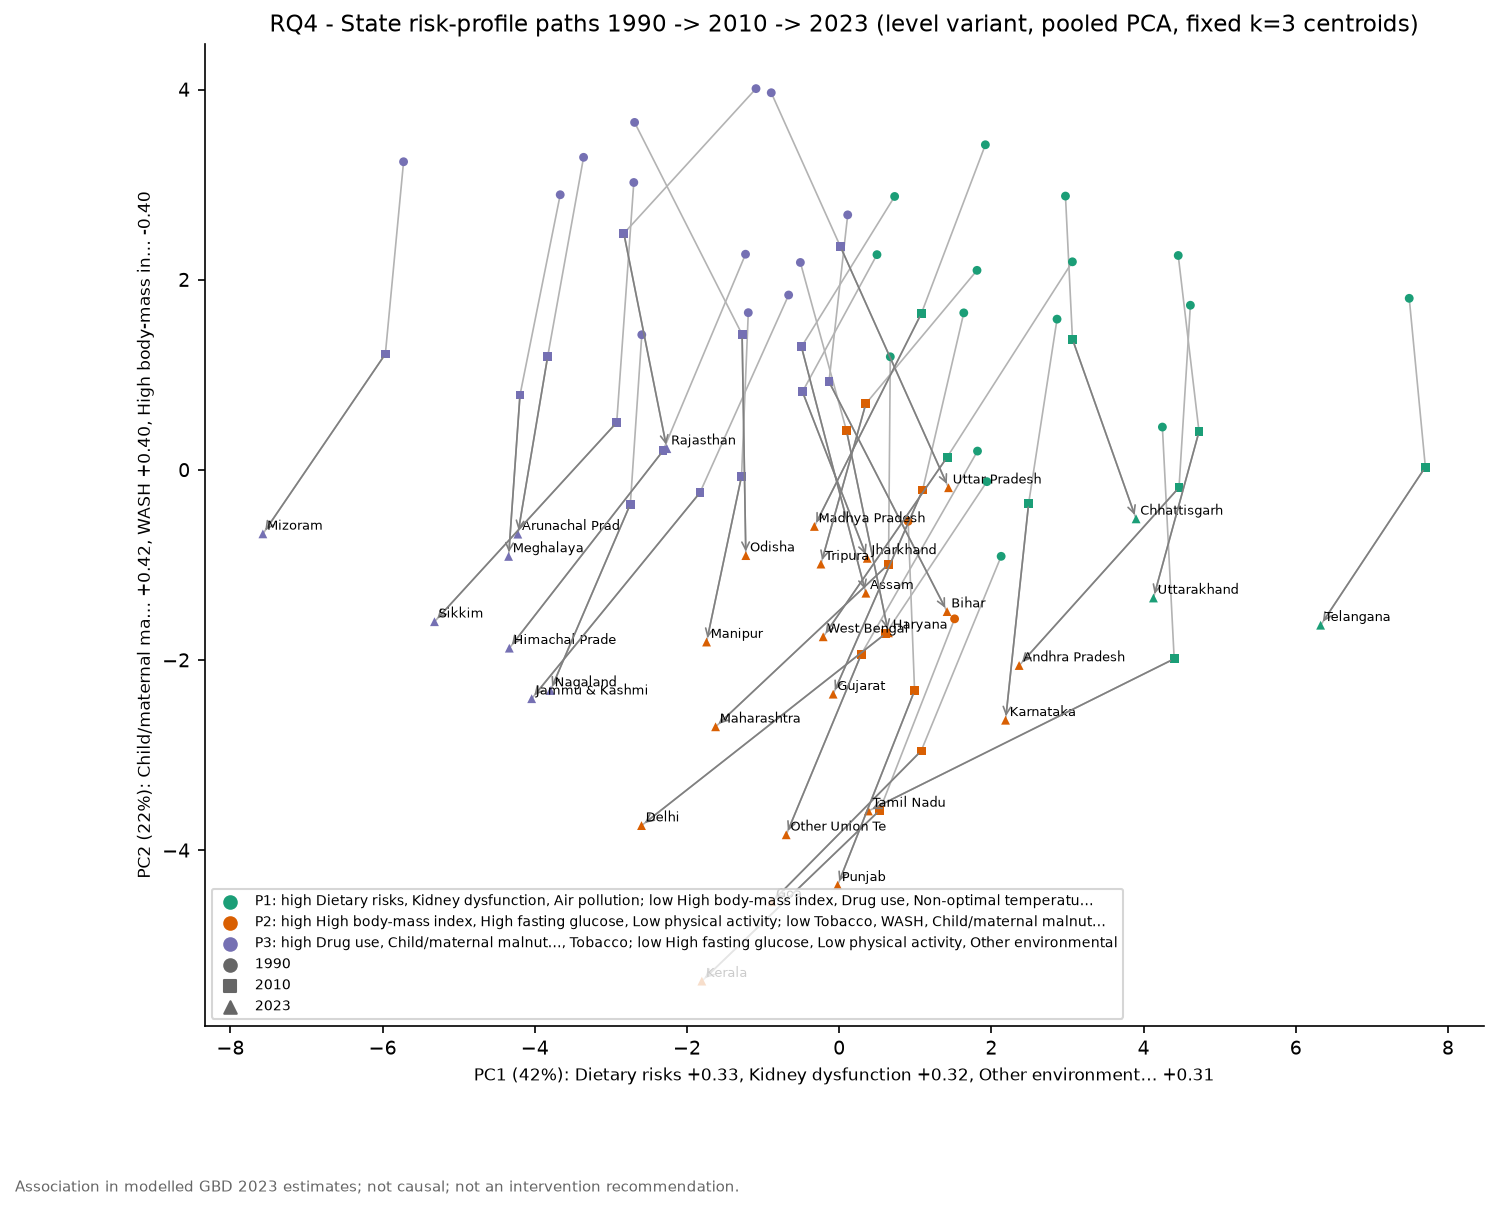 RQ4 - State risk-profile paths 1990 -> 2010 -> 2023 (level variant, pooled PCA, fixed k=3 centroids)
PC2 (22%): Child/maternal ma... +0.42, WASH +0.40, High body-mass in... -0.40
4
2
0
−2
−4
Rajasthan
Uttar Pradesh
Chhattisgarh
Mizoram
Arunachal Prad
Madhya Pradesh
Meghalaya
Odisha
Tripura
Jharkhand
Assam
Uttarakhand
Bihar
Sikkim
Telangana
Himachal Prade
Manipur
West Bengal
Haryana
Andhra Pradesh
Nagaland
Jammu & Kashmi
Gujarat
Karnataka
Maharashtra
Delhi
Tamil Nadu
Other Union Te
Punjab
Goa
Kerala
P1: high Dietary risks, Kidney dysfunction, Air pollution; low High body-mass index, Drug use, Non-optimal temperatu...
P2: high High body-mass index, High fasting glucose, Low physical activity; low Tobacco, WASH, Child/maternal malnut...
P3: high Drug use, Child/maternal malnut..., Tobacco; low High fasting glucose, Low physical activity, Other environmental
1990
2010
2023
−8 −6 −4 −2 0 2 4 6 8
PC1 (42%): Dietary risks +0.33, Kidney dysfunction +0.32, Other environment... +0.31
Association in modelled GBD 2023 estimates; not causal; not an intervention recommendation.